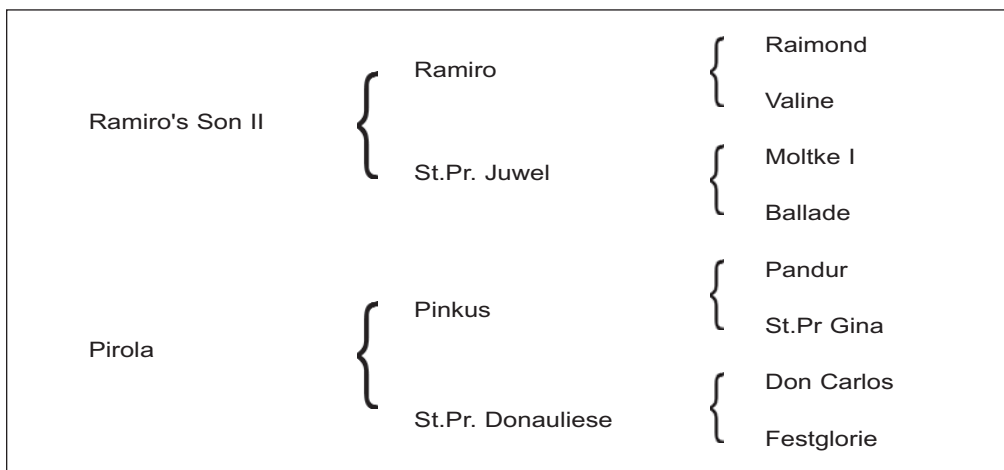 Raimond
Ramiro
Valine
Ramiro's Son II
Moltke I
St.Pr. Juwel
Ballade
Pandur
Pinkus
St.Pr Gina
Pirola
Don Carlos
St.Pr. Donauliese
Festglorie